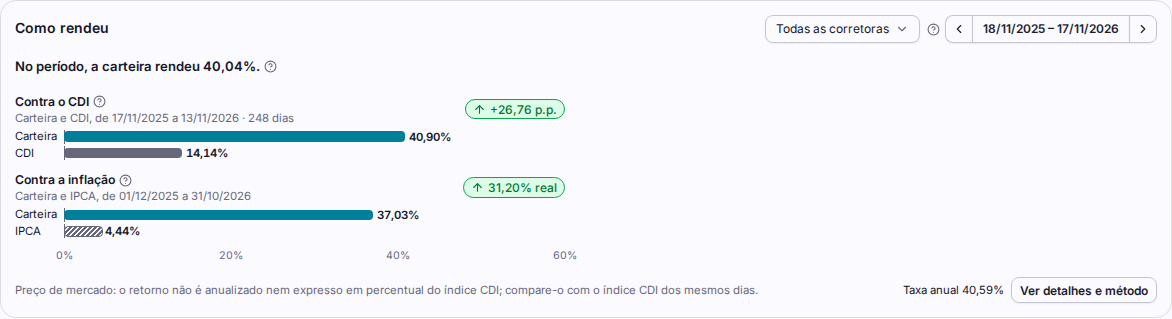 Como rendeu
Todas as corretoras
18/11/2025 – 17/11/2026
No período, a carteira rendeu 40,04%.
Contra o CDI
+26,76 p.p.
Carteira e CDI, de 17/11/2025 a 13/11/2026 · 248 dias
Carteira 40,90%
CDI 14,14%
Contra a inflação
31,20% real
Carteira e IPCA, de 01/12/2025 a 31/10/2026
Carteira 37,03%
IPCA 4,44%
0% 20% 40% 60%
Preço de mercado: o retorno não é anualizado nem expresso em percentual do índice CDI; compare-o com o índice CDI dos mesmos dias.
Taxa anual 40,59%
Ver detalhes e método